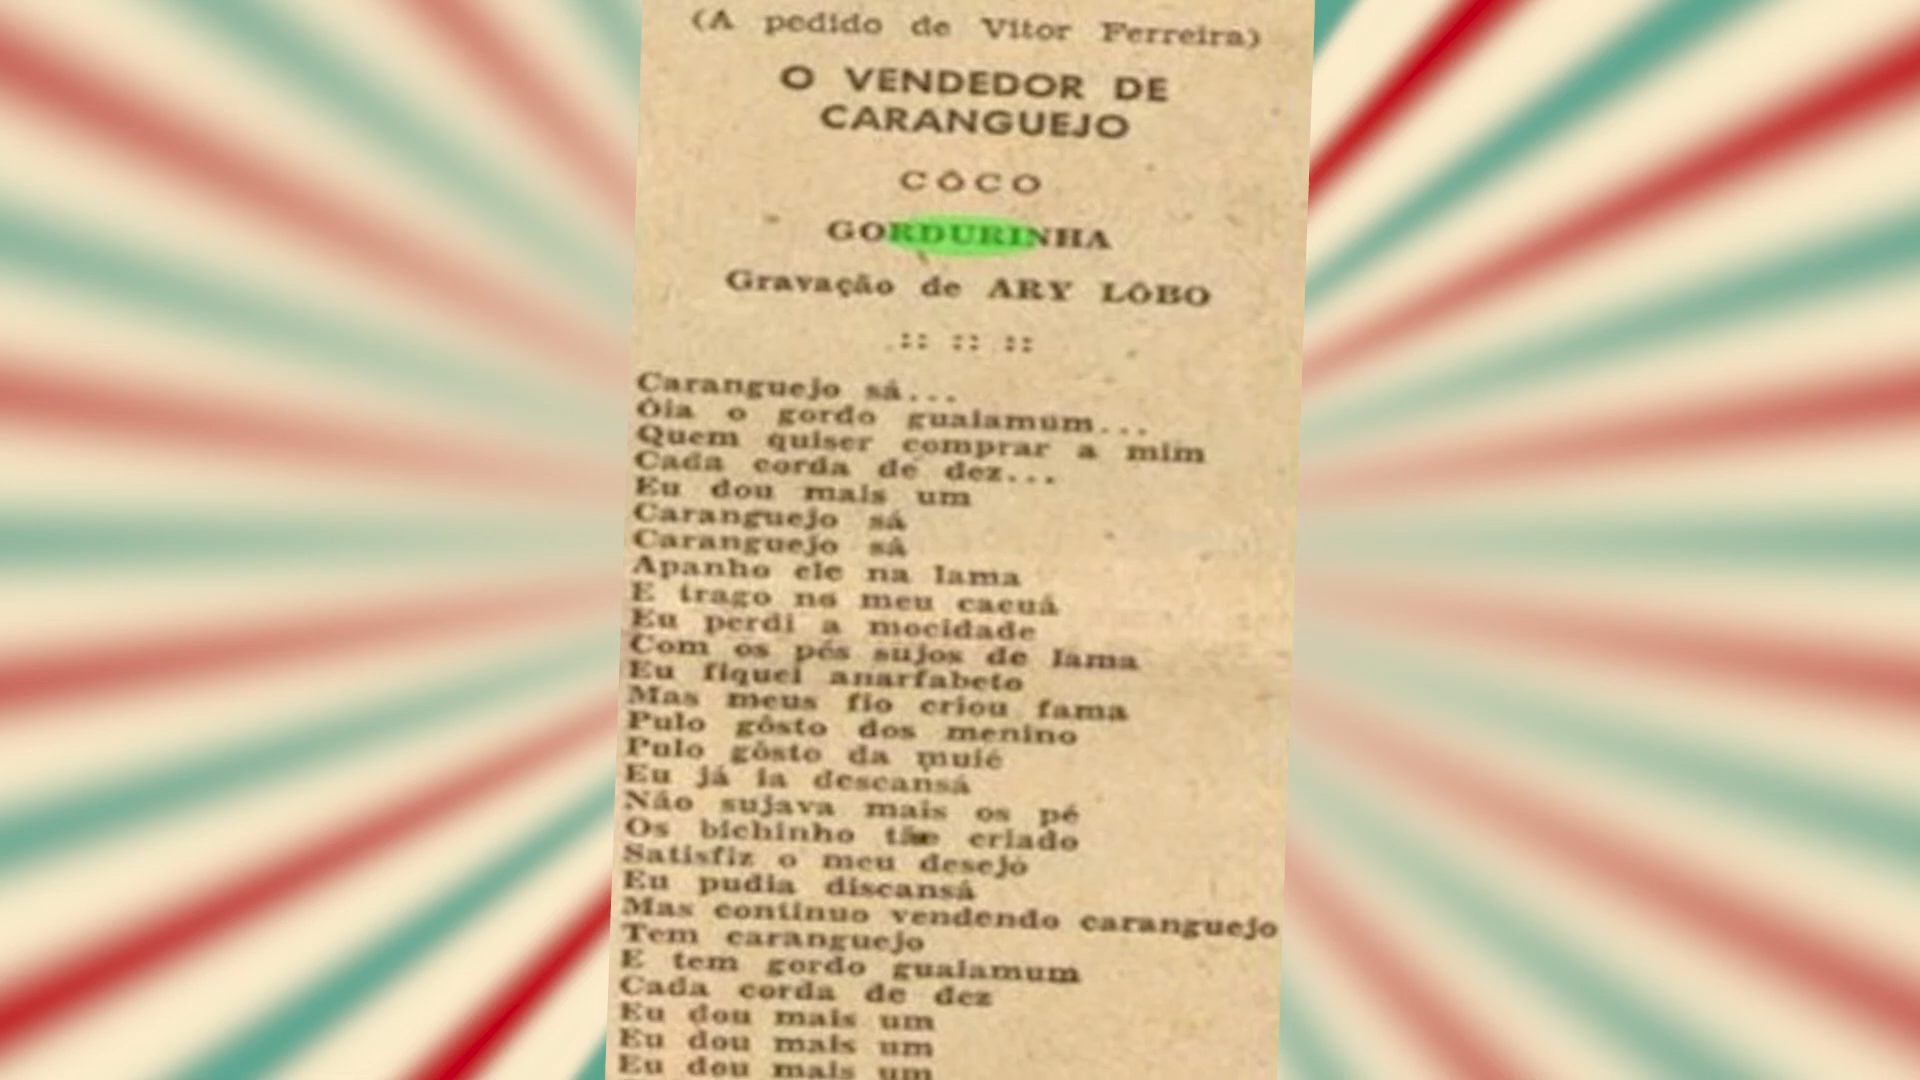 (A pedido de Vitor Ferreira)
O VENDEDOR DE
CARANGUEJO
CÔCO
GORDURINHA
Gravação de ARY LÔBO
:: :: ::
Caranguejo sá...
Óia o gordo guaiamum...
Quem quiser comprar a mim
Cada corda de dez...
Eu dou mais um
Caranguejo sá
Caranguejo sá
Apanho ele na lama
E trago no meu cacuá
Eu perdi a mocidade
Com os pés sujos de lama
Eu fiquei anarfabeto
Mas meus fio criou fama
Pulo gôsto dos menino
Pulo gôsto da muié
Eu já ia descansá
Não sujava mais os pé
Os bichinho tão criado
Satisfiz o meu desejo
Eu pudia discansá
Mas continuo vendendo caranguejo
Tem caranguejo
E tem gordo guaiamum
Cada corda de dez
Eu dou mais um
Eu dou mais um
Eu dou mais um